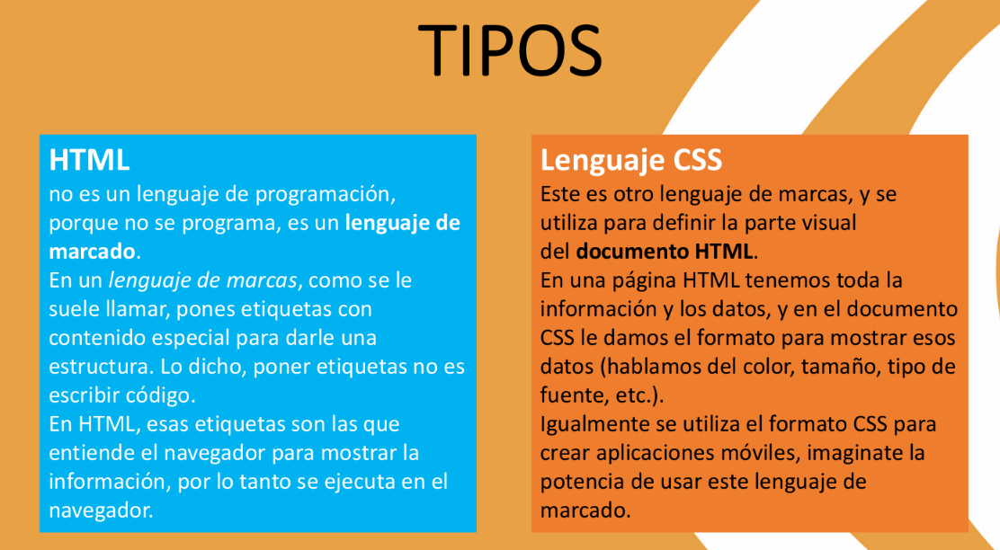 TIPOS
HTML
no es un lenguaje de programación,
porque no se programa, es un lenguaje de
marcado.
En un lenguaje de marcas, como se le
suele llamar, pones etiquetas con
contenido especial para darle una
estructura. Lo dicho, poner etiquetas no es
escribir código.
En HTML, esas etiquetas son las que
entiende el navegador para mostrar la
información, por lo tanto se ejecuta en el
navegador.
Lenguaje CSS
Este es otro lenguaje de marcas, y se
utiliza para definir la parte visual
del documento HTML.
En una página HTML tenemos toda la
información y los datos, y en el documento
CSS le damos el formato para mostrar esos
datos (hablamos del color, tamaño, tipo de
fuente, etc.).
Igualmente se utiliza el formato CSS para
crear aplicaciones móviles, imaginate la
potencia de usar este lenguaje de
marcado.